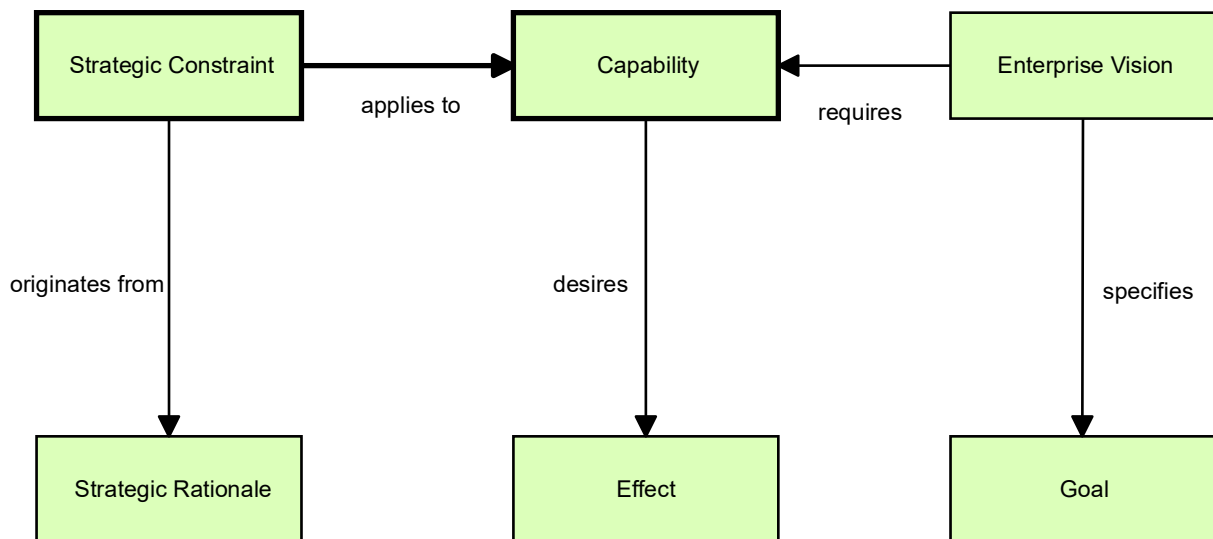 Strategic Constraint
Capability
Enterprise Vision
applies to
requires
originates from
desires
specifies
Strategic Rationale
Effect
Goal